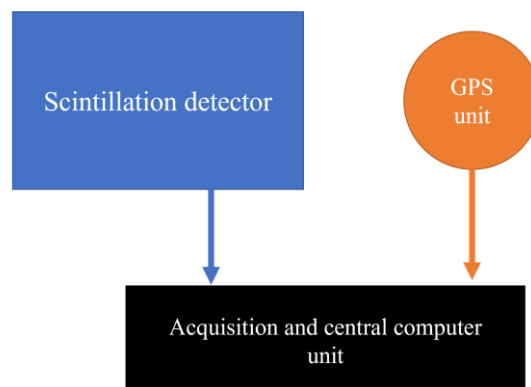 Scintillation detector
GPS
unit
Acquisition and central computer
unit